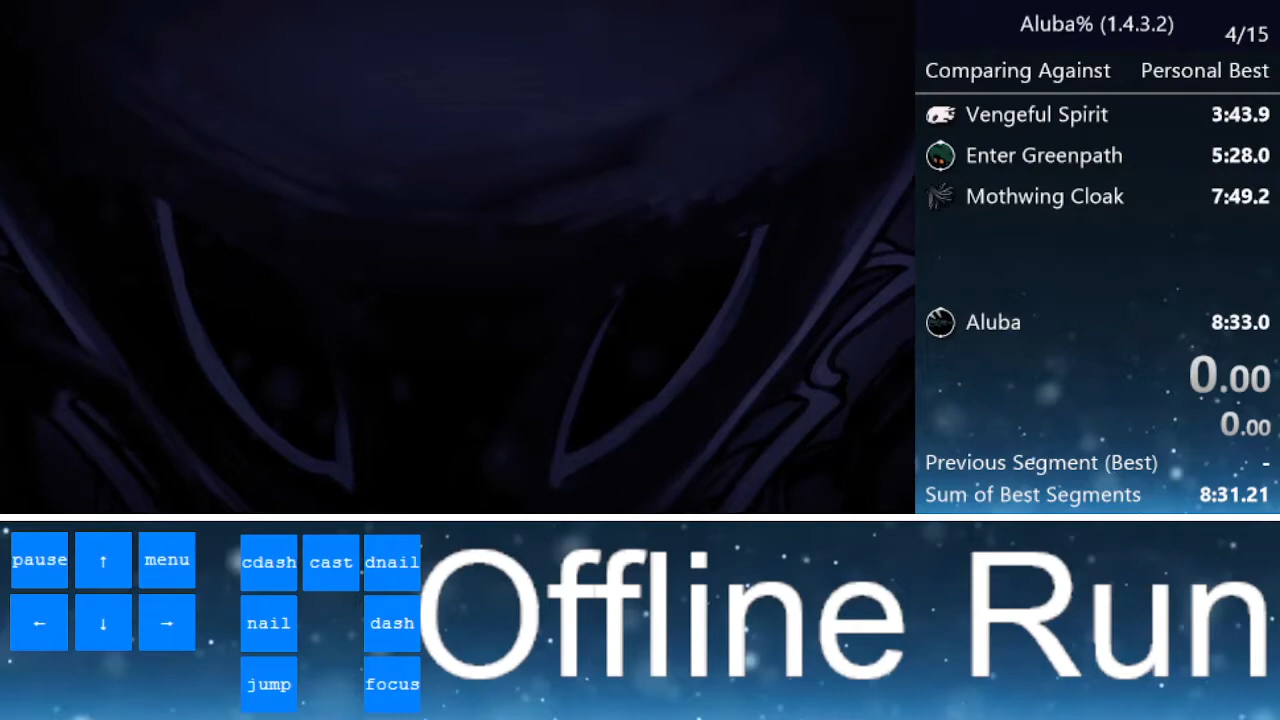 Aluba% (1.4.3.2)
4/15
Comparing Against Personal Best
Vengeful Spirit 3:43.9
Enter Greenpath 5:28.0
Mothwing Cloak 7:49.2
Aluba 8:33.0
0.00
0.00
Previous Segment (Best) -
Sum of Best Segments 8:31.21
pause ↑ menu
← ↓ →
cdash cast dnail
nail dash
jump focus
Offline Run